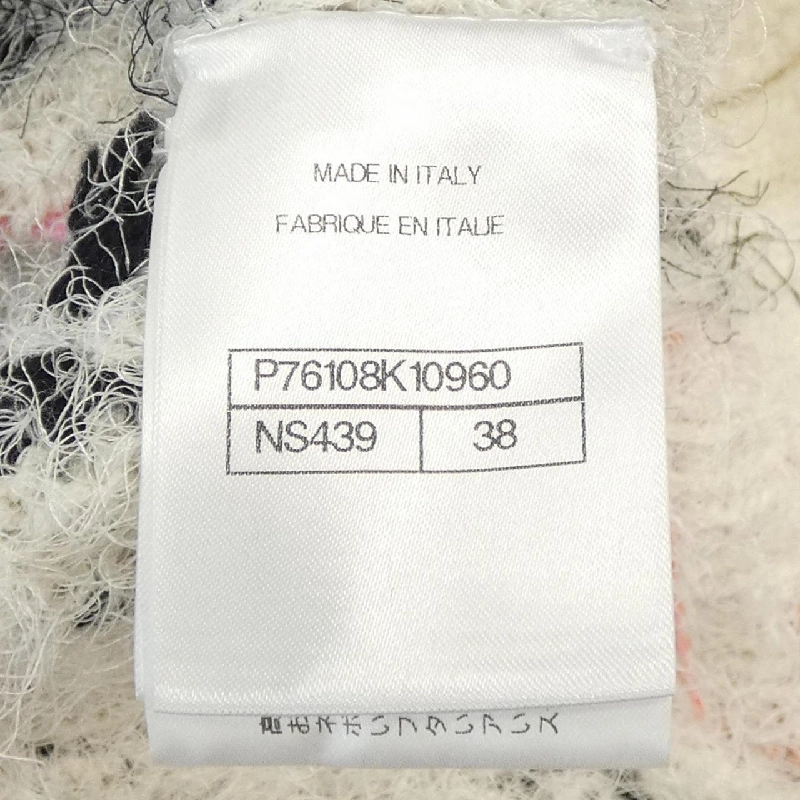 MADE IN ITALY
FABRIQUE EN ITALIE
P76108K10960
NS439 38